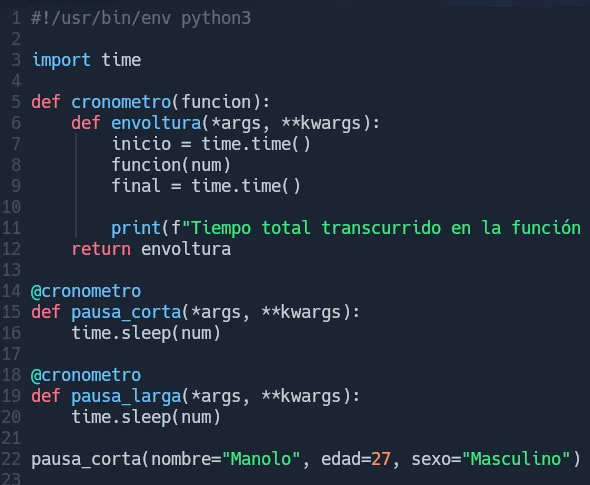 1 #!/usr/bin/env python3
2
3 import time
4
5 def cronometro(funcion):
6     def envoltura(*args, **kwargs):
7         inicio = time.time()
8         funcion(num)
9         final = time.time()
10
11         print(f"Tiempo total transcurrido en la función
12     return envoltura
13
14 @cronometro
15 def pausa_corta(*args, **kwargs):
16     time.sleep(num)
17
18 @cronometro
19 def pausa_larga(*args, **kwargs):
20     time.sleep(num)
21
22 pausa_corta(nombre="Manolo", edad=27, sexo="Masculino")
23